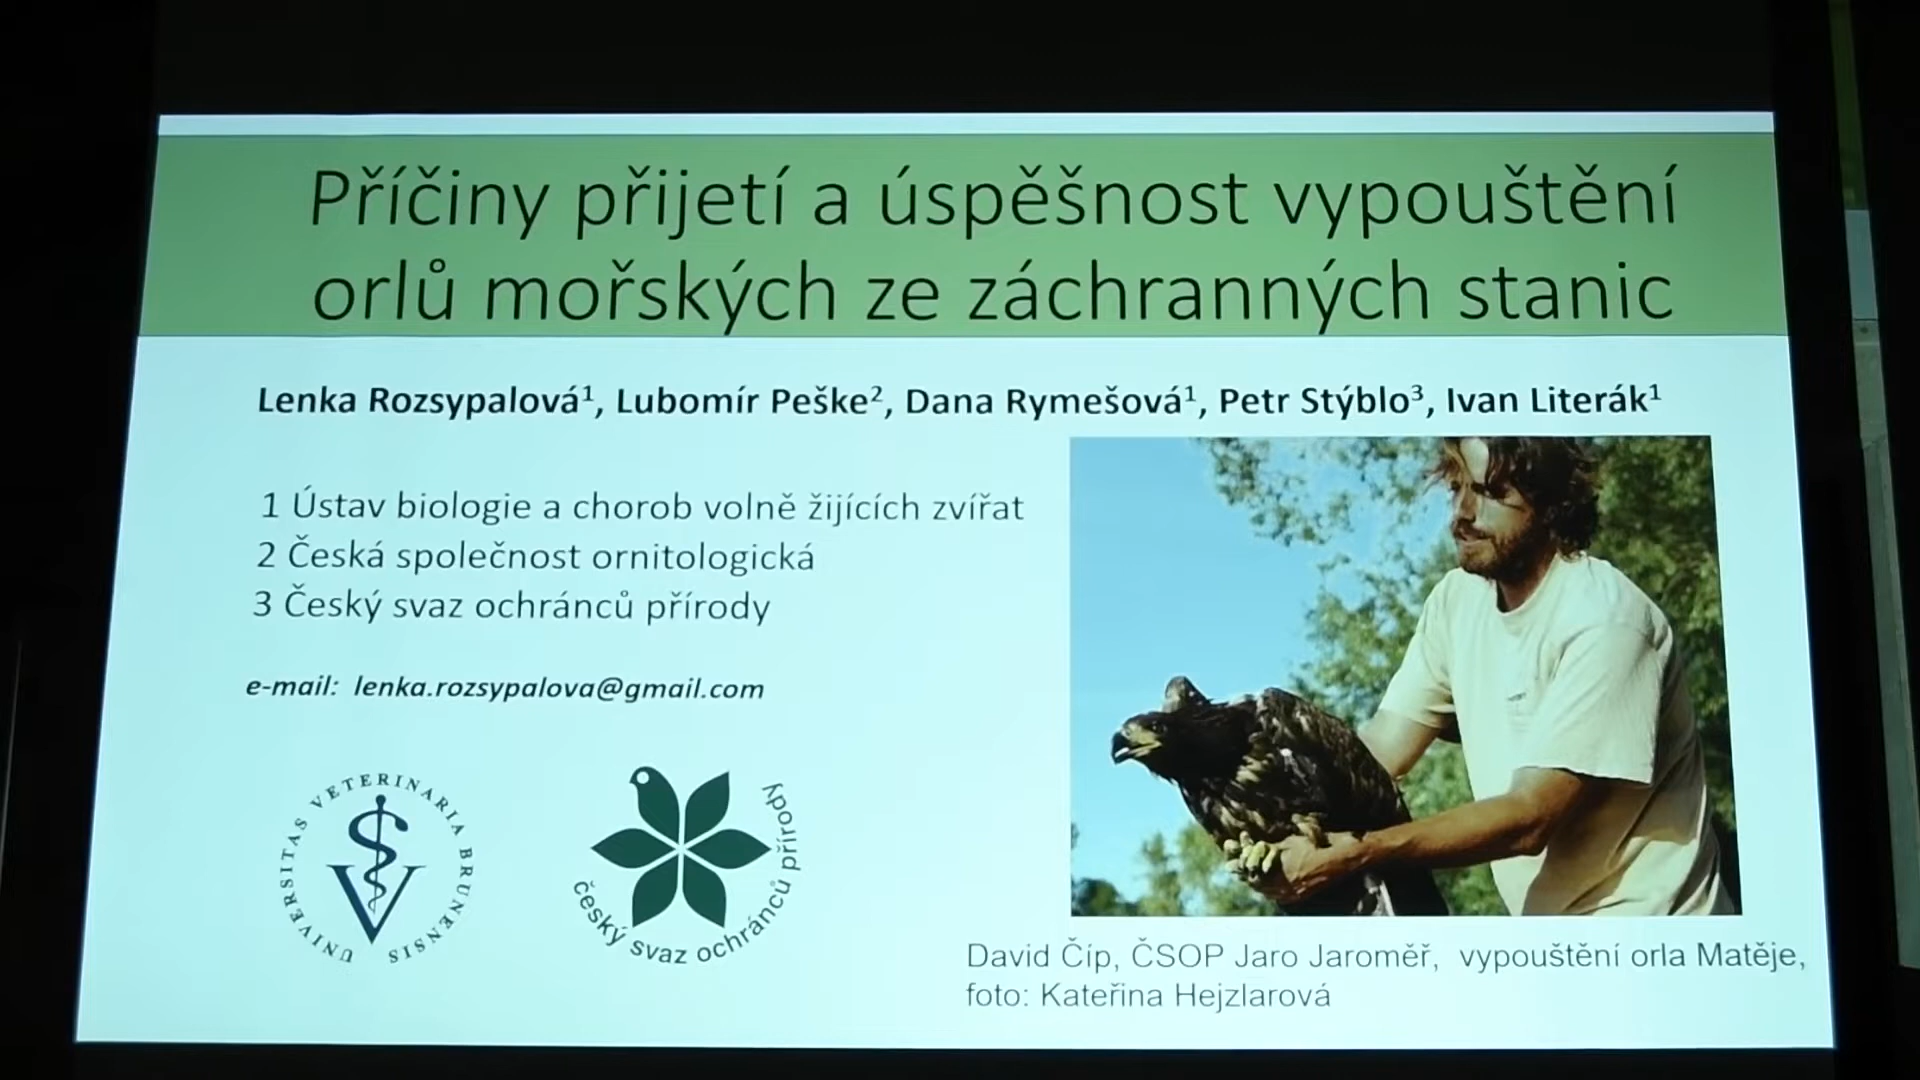 Příčiny přijetí a úspěšnost vypouštění
orlů mořských ze záchranných stanic
Lenka Rozsypalová¹, Lubomír Peške², Dana Rymešová¹, Petr Stýblo³, Ivan Literák¹
1 Ústav biologie a chorob volně žijících zvířat
2 Česká společnost ornitologická
3 Český svaz ochránců přírody
e-mail: lenka.rozsypalova@gmail.com
UNIVERSITAS VETERINARIA BRUNENSIS
český svaz ochránců přírody
David Číp, ČSOP Jaro Jaroměř, vypouštění orla Matěje,
foto: Kateřina Hejzlarová